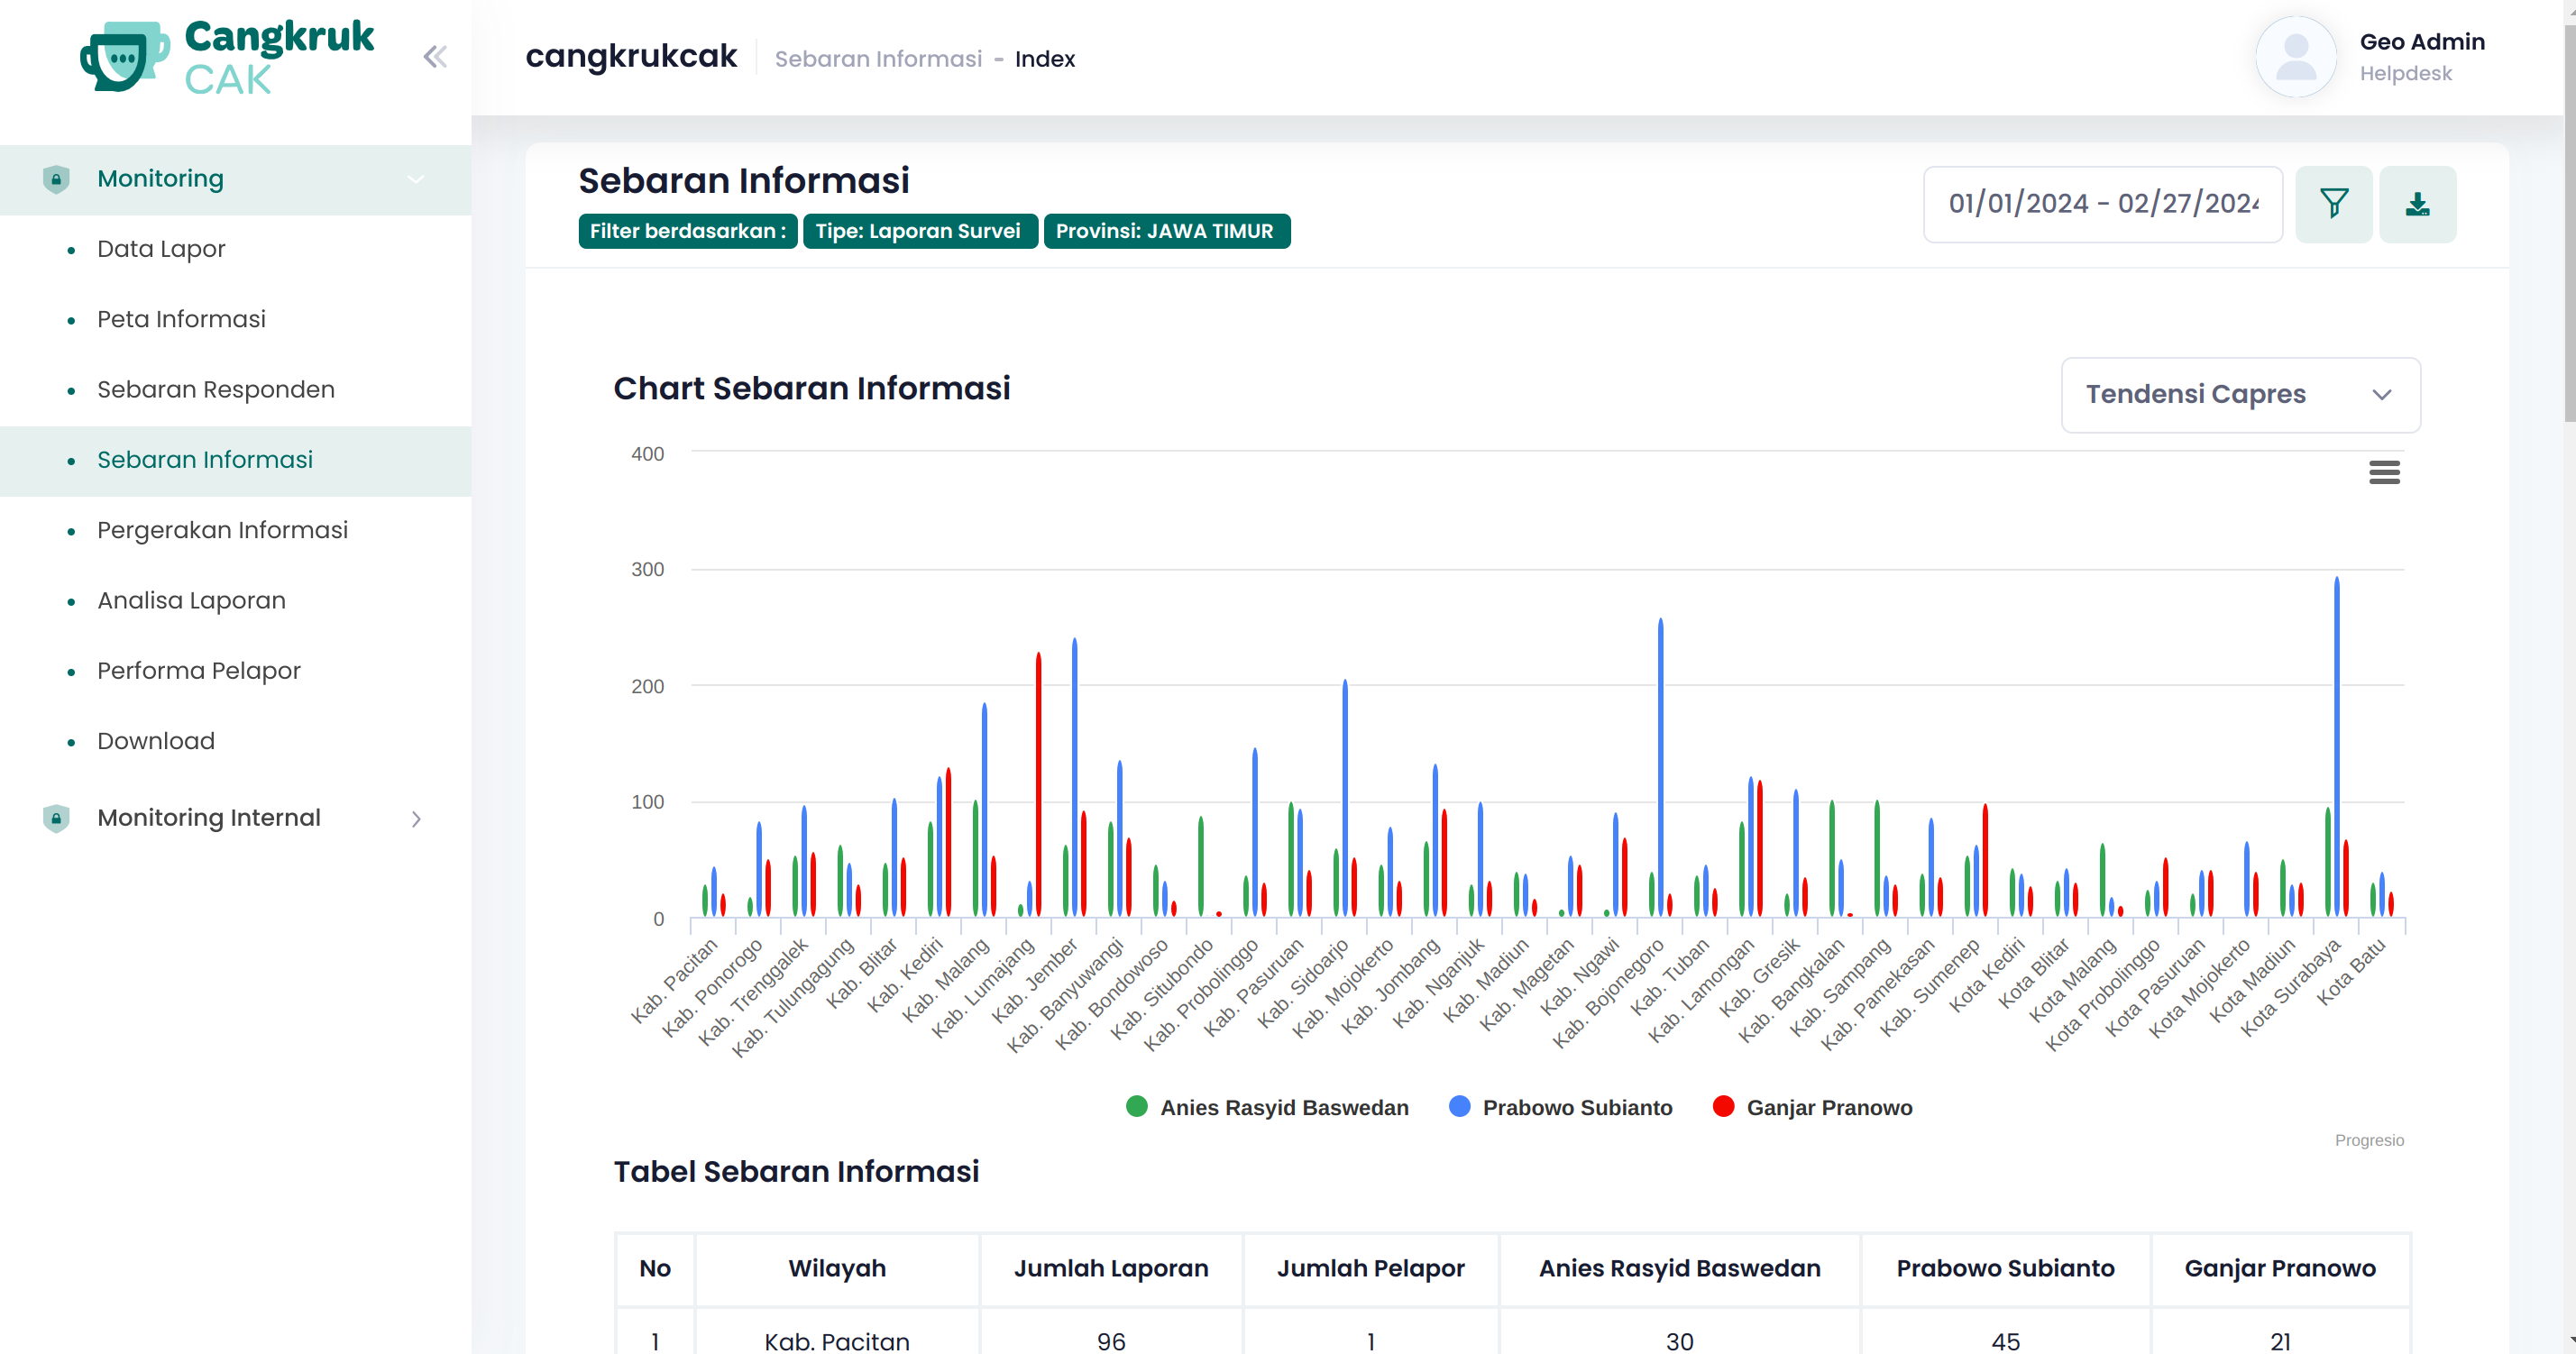 Cangkruk
CAK
cangkrukcak
Sebaran Informasi - Index
Geo Admin
Helpdesk
Monitoring
Data Lapor
Peta Informasi
Sebaran Responden
Sebaran Informasi
Pergerakan Informasi
Analisa Laporan
Performa Pelapor
Download
Monitoring Internal
Sebaran Informasi
Filter berdasarkan : Tipe: Laporan Survei Provinsi: JAWA TIMUR
01/01/2024 - 02/27/2024
Chart Sebaran Informasi
Tendensi Capres
400
300
200
100
0
Kab. Pacitan
Kab. Ponorogo
Kab. Trenggalek
Kab. Tulungagung
Kab. Blitar
Kab. Kediri
Kab. Malang
Kab. Lumajang
Kab. Jember
Kab. Banyuwangi
Kab. Bondowoso
Kab. Situbondo
Kab. Probolinggo
Kab. Pasuruan
Kab. Sidoarjo
Kab. Mojokerto
Kab. Jombang
Kab. Nganjuk
Kab. Madiun
Kab. Magetan
Kab. Ngawi
Kab. Bojonegoro
Kab. Tuban
Kab. Lamongan
Kab. Gresik
Kab. Bangkalan
Kab. Sampang
Kab. Pamekasan
Kab. Sumenep
Kota Kediri
Kota Blitar
Kota Malang
Kota Probolinggo
Kota Pasuruan
Kota Mojokerto
Kota Madiun
Kota Surabaya
Kota Batu
Anies Rasyid Baswedan Prabowo Subianto Ganjar Pranowo
Progresio
Tabel Sebaran Informasi
No Wilayah Jumlah Laporan Jumlah Pelapor Anies Rasyid Baswedan Prabowo Subianto Ganjar Pranowo
1 Kab. Pacitan 96 1 30 45 21